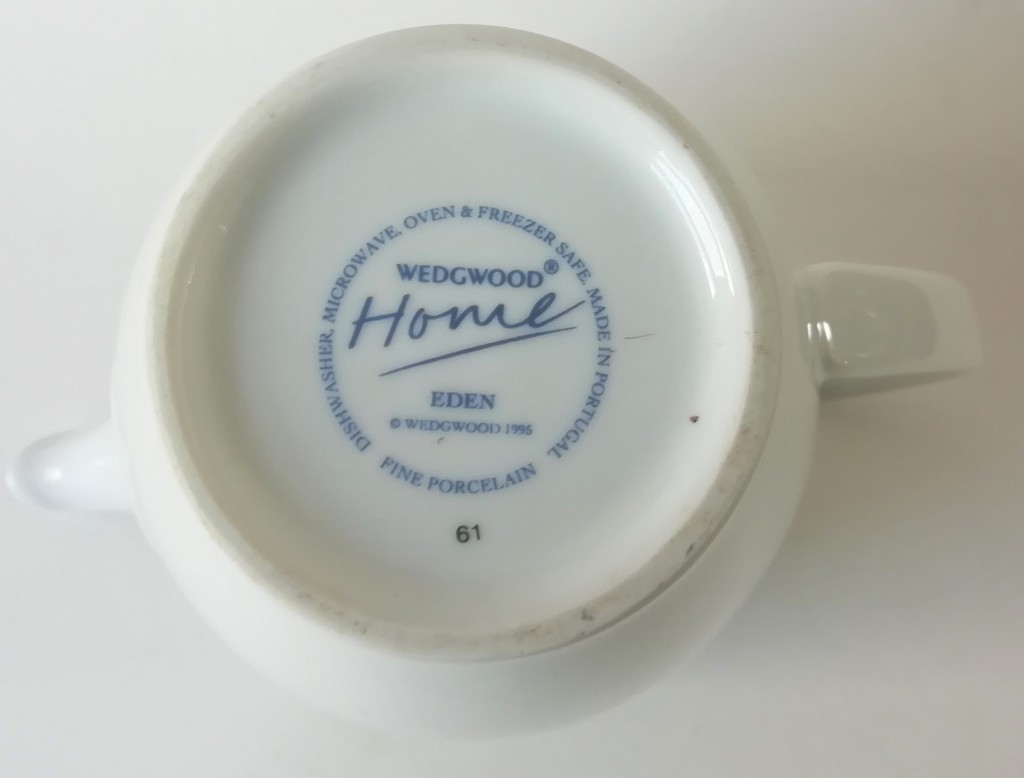 DISHWASHER, MICROWAVE, OVEN & FREEZER SAFE. MADE IN PORTUGAL
WEDGWOOD®
Home
EDEN
© WEDGWOOD 1995
FINE PORCELAIN
61